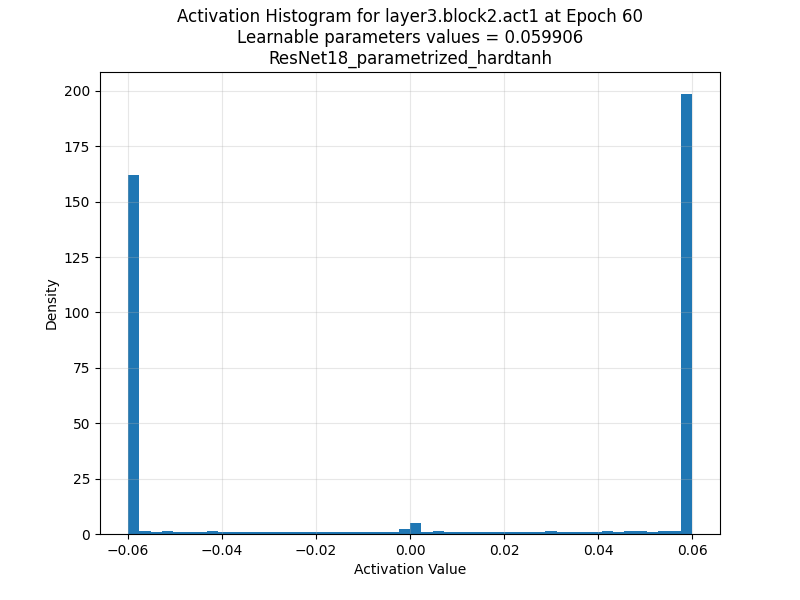 Activation Histogram for layer3.block2.act1 at Epoch 60
Learnable parameters values = 0.059906
ResNet18_parametrized_hardtanh
200
175
150
125
100
75
50
25
0
Density
−0.06 −0.04 −0.02 0.00 0.02 0.04 0.06
Activation Value